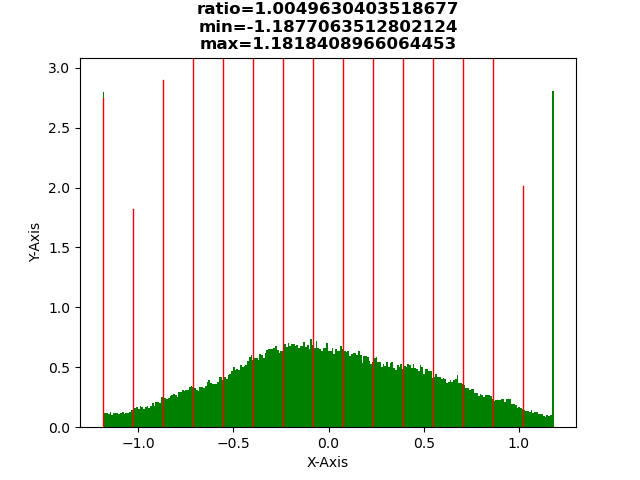 ratio=1.0049630403518677
min=-1.1877063512802124
max=1.1818408966064453
3.0
2.5
2.0
1.5
1.0
0.5
0.0
Y-Axis
−1.0 −0.5 0.0 0.5 1.0
X-Axis